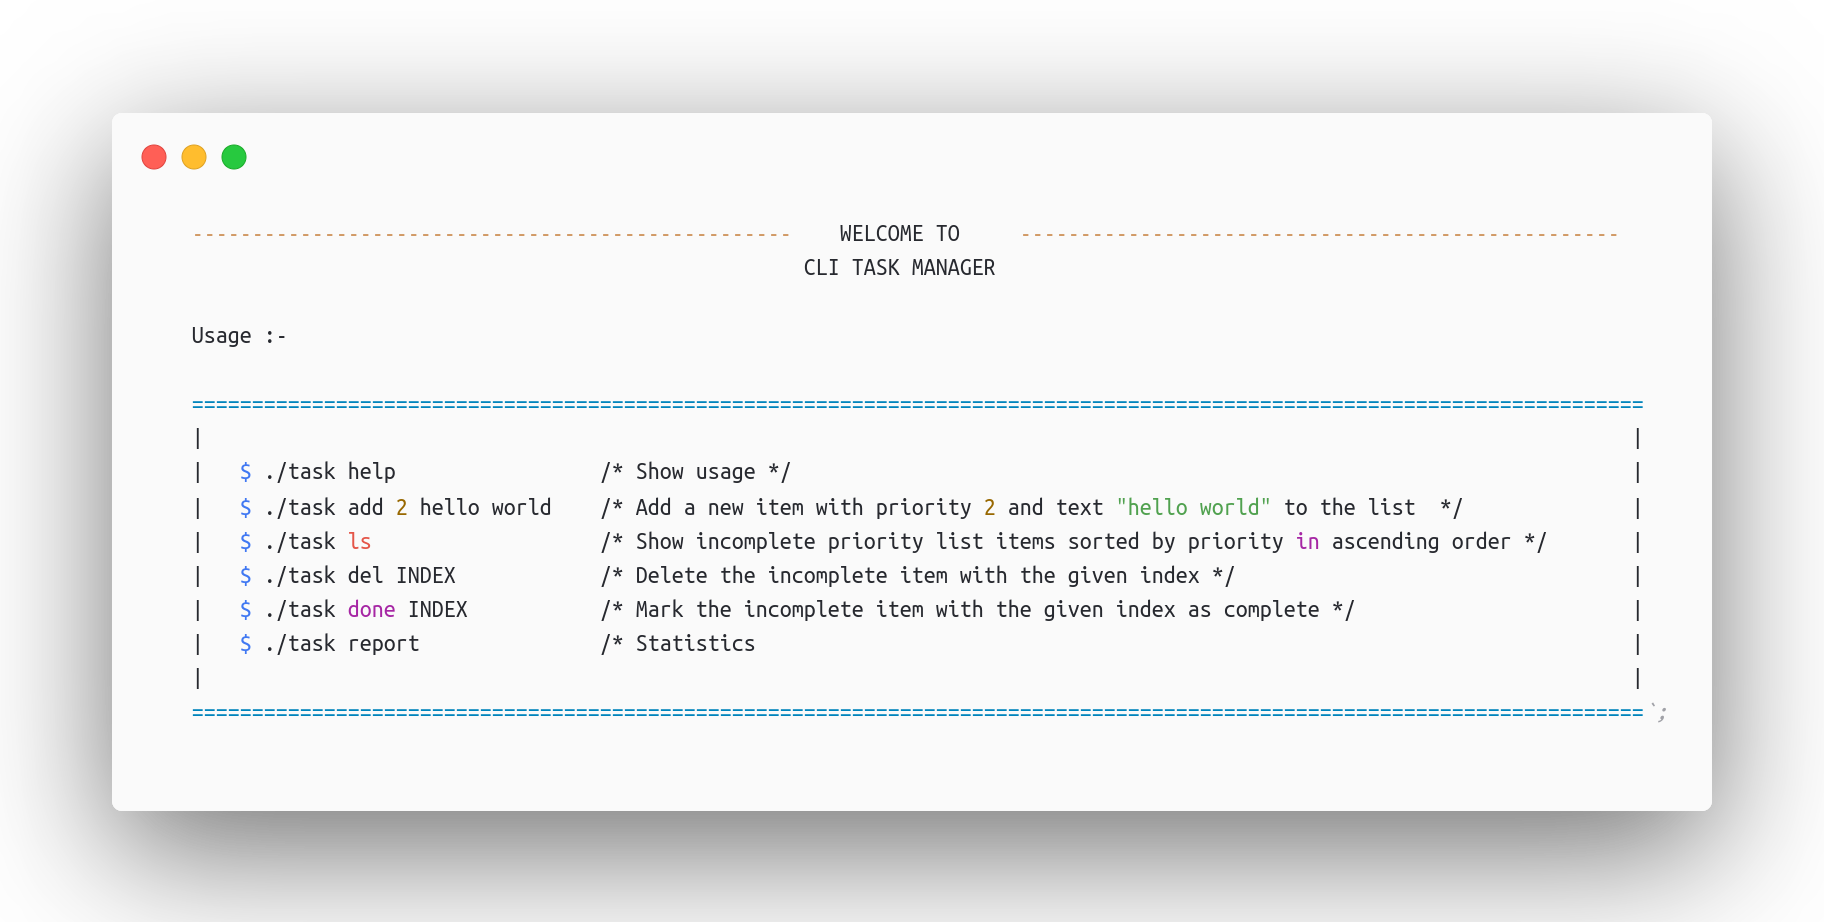 --------------------------------------------------    WELCOME TO     --------------------------------------------------
CLI TASK MANAGER
Usage :-
=========================================================================================================================
|                                                                                                                       |
|   $ ./task help                 /* Show usage */                                                                      |
|   $ ./task add 2 hello world    /* Add a new item with priority 2 and text "hello world" to the list  */              |
|   $ ./task ls                   /* Show incomplete priority list items sorted by priority in ascending order */       |
|   $ ./task del INDEX            /* Delete the incomplete item with the given index */                                 |
|   $ ./task done INDEX           /* Mark the incomplete item with the given index as complete */                       |
|   $ ./task report               /* Statistics                                                                         |
|                                                                                                                       |
=========================================================================================================================`;